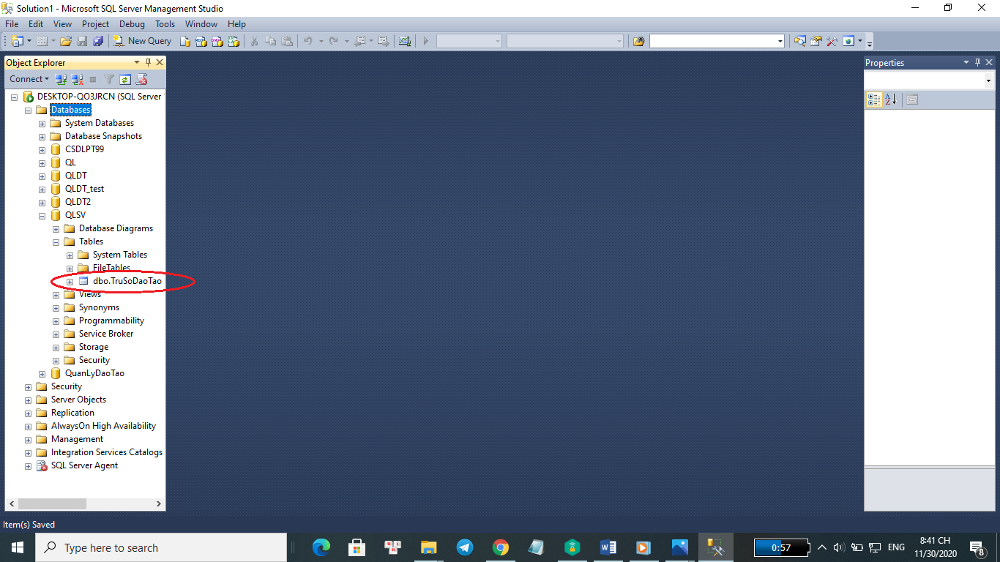 Solution1 - Microsoft SQL Server Management Studio
File Edit View Project Debug Tools Window Help
New Query
Object Explorer
Properties
Connect
DESKTOP-QO3JRCN (SQL Server
Databases
System Databases
Database Snapshots
CSDLPT99
QL
QLDT
QLDT_test
QLDT2
QLSV
Database Diagrams
Tables
System Tables
FileTables
dbo.TruSoDaoTao
Views
Synonyms
Programmability
Service Broker
Storage
Security
QuanLyDaoTao
Security
Server Objects
Replication
AlwaysOn High Availability
Management
Integration Services Catalogs
SQL Server Agent
Item(s) Saved
Type here to search
0:57
ENG
8:41 CH
11/30/2020
8